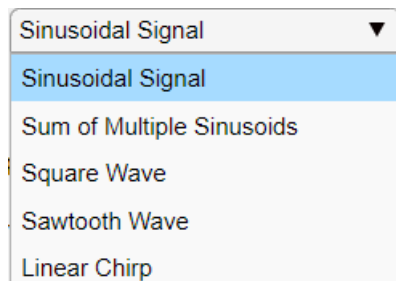 Sinusoidal Signal
Sinusoidal Signal
Sum of Multiple Sinusoids
Square Wave
Sawtooth Wave
Linear Chirp